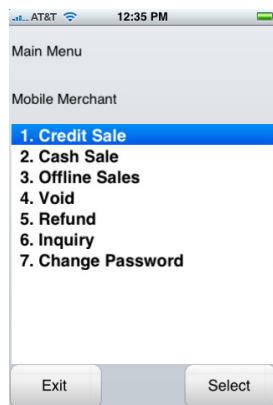 AT&T 12:35 PM
Main Menu
Mobile Merchant
1. Credit Sale
2. Cash Sale
3. Offline Sales
4. Void
5. Refund
6. Inquiry
7. Change Password
Exit Select